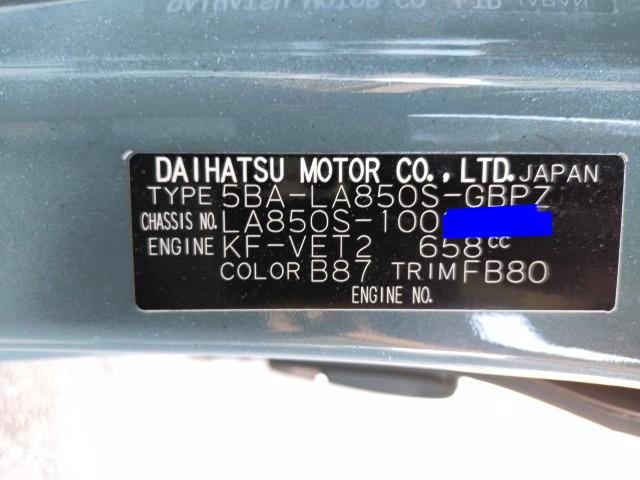 DAIHATSU MOTOR CO., LTD. JAPAN
TYPE 5BA-LA850S-GBPZ
CHASSIS NO. LA850S-100
ENGINE KF-VET2 658cc
COLOR B87 TRIM FB80
ENGINE NO.